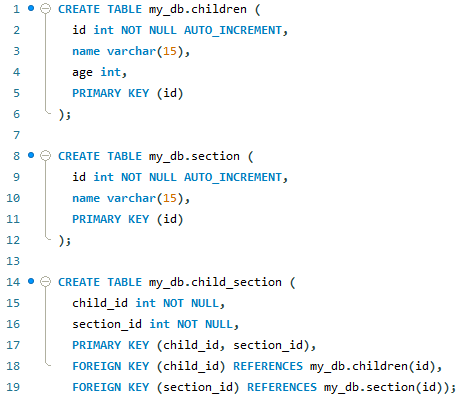 1 CREATE TABLE my_db.children (
2 id int NOT NULL AUTO_INCREMENT,
3 name varchar(15),
4 age int,
5 PRIMARY KEY (id)
6 );
7
8 CREATE TABLE my_db.section (
9 id int NOT NULL AUTO_INCREMENT,
10 name varchar(15),
11 PRIMARY KEY (id)
12 );
13
14 CREATE TABLE my_db.child_section (
15 child_id int NOT NULL,
16 section_id int NOT NULL,
17 PRIMARY KEY (child_id, section_id),
18 FOREIGN KEY (child_id) REFERENCES my_db.children(id),
19 FOREIGN KEY (section_id) REFERENCES my_db.section(id));